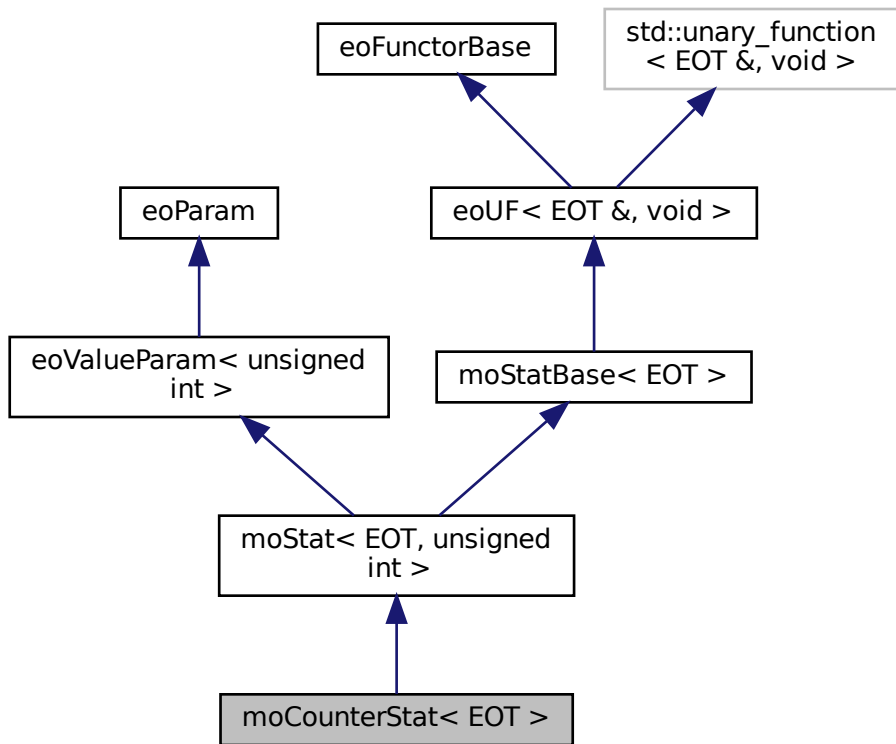 eoFunctorBase
std::unary_function
< EOT &, void >
eoParam
eoUF< EOT &, void >
eoValueParam< unsigned
int >
moStatBase< EOT >
moStat< EOT, unsigned
int >
moCounterStat< EOT >